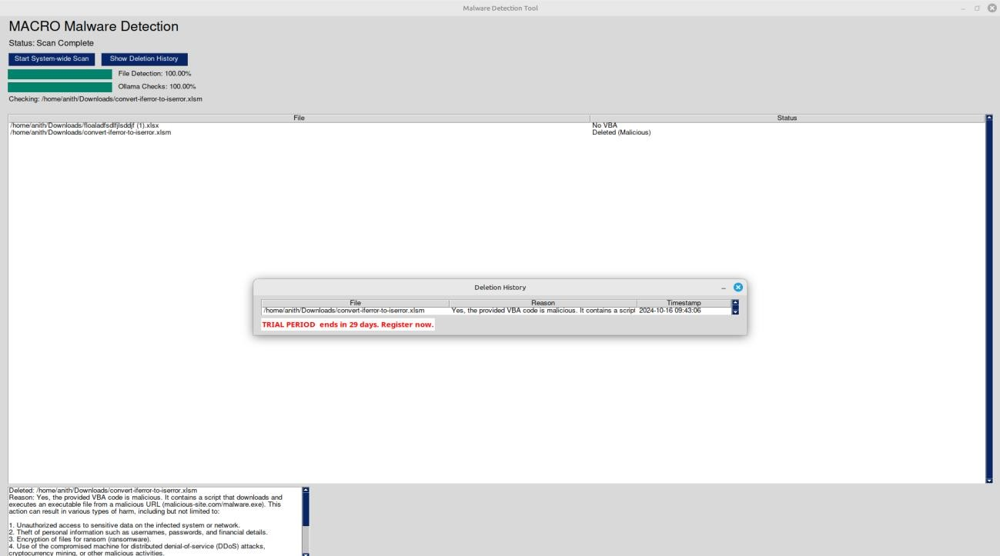 Malware Detection Tool
MACRO Malware Detection
Status: Scan Complete
Start System-wide Scan Show Deletion History
File Detection: 100.00%
Ollama Checks: 100.00%
Checking: /home/anith/Downloads/convert-iferror-to-iserror.xlsm
File Status
/home/anith/Downloads/floaladfsdlfjlsddjf (1).xlsx No VBA
/home/anith/Downloads/convert-iferror-to-iserror.xlsm Deleted (Malicious)
Deletion History
File Reason Timestamp
/home/anith/Downloads/convert-iferror-to-iserror.xlsm Yes, the provided VBA code is malicious. It contains a script 2024-10-16 09:43:06
TRIAL PERIOD ends in 29 days. Register now.
Deleted: /home/anith/Downloads/convert-iferror-to-iserror.xlsm
Reason: Yes, the provided VBA code is malicious. It contains a script that downloads and
executes an executable file from a malicious URL (malicious-site.com/malware.exe). This
action can result in various types of harm, including but not limited to:
1. Unauthorized access to sensitive data on the infected system or network.
2. Theft of personal information such as usernames, passwords, and financial details.
3. Encryption of files for ransom (ransomware).
4. Use of the compromised machine for distributed denial-of-service (DDoS) attacks,
cryptocurrency mining, or other malicious activities.